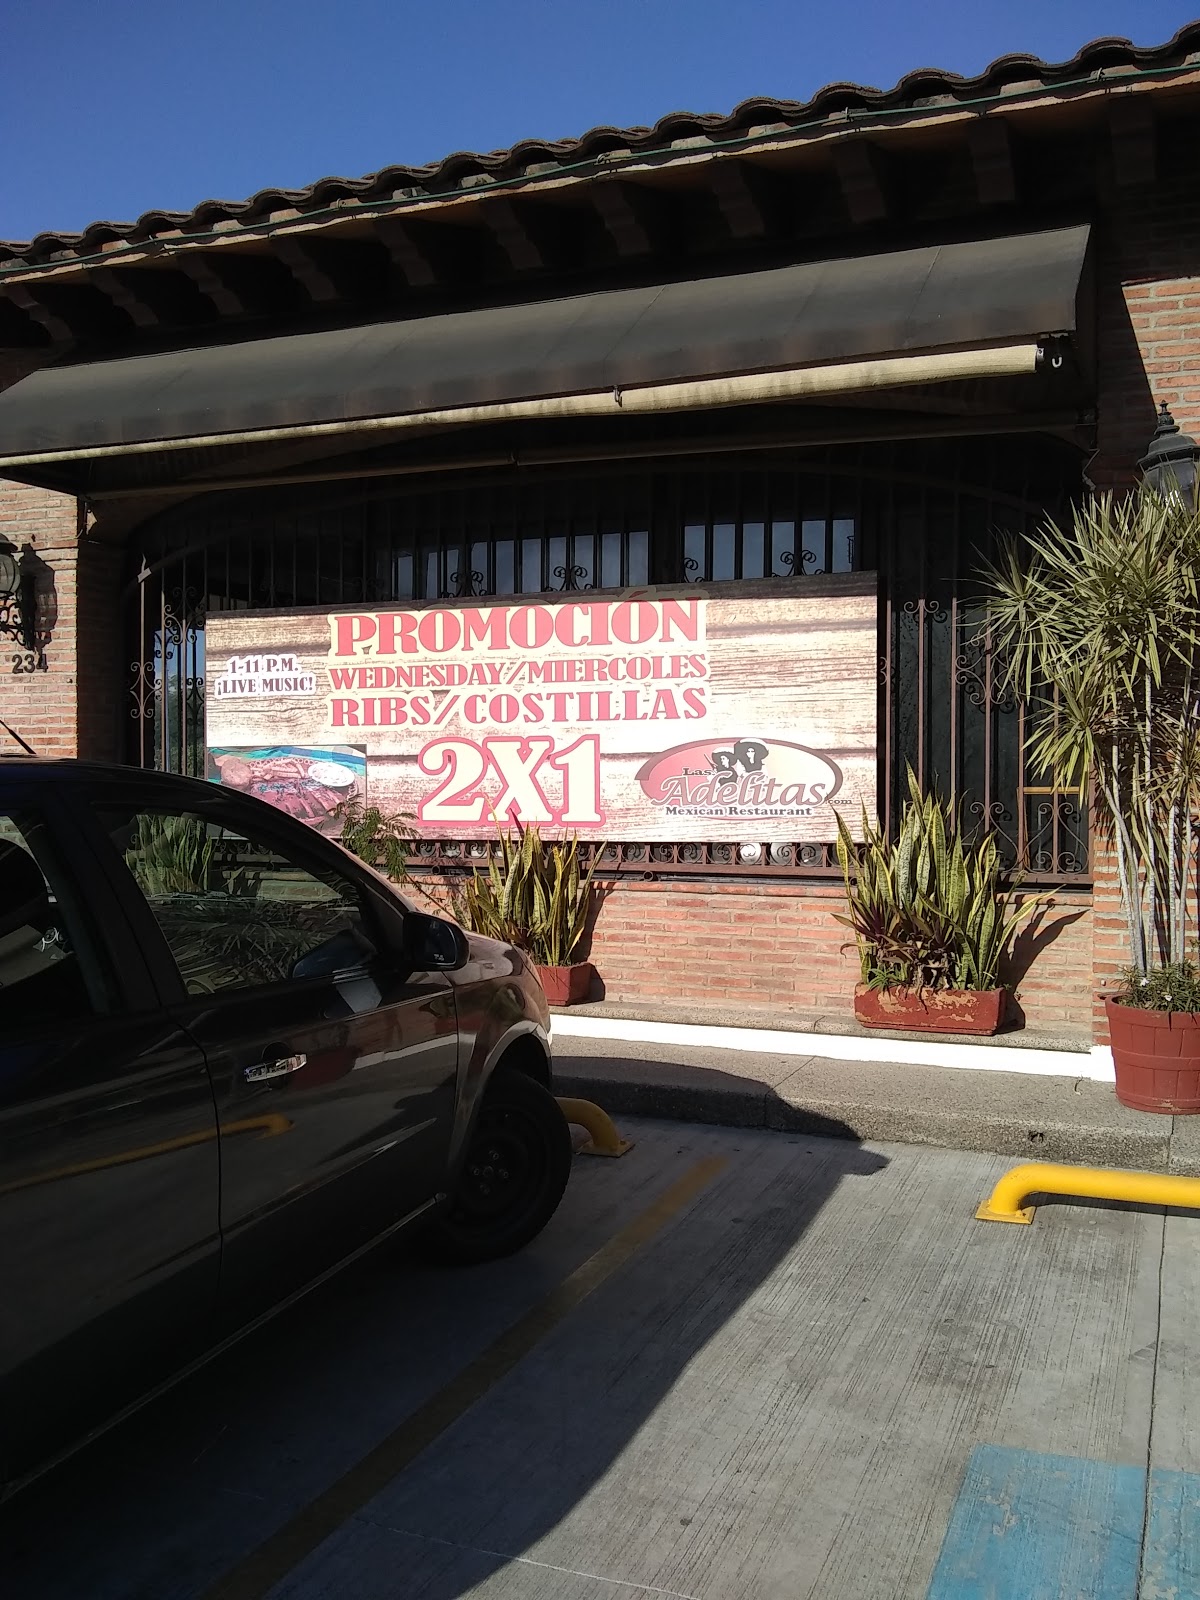 PROMOCIÓN
WEDNESDAY/MIERCOLES
RIBS/COSTILLAS
2X1
1-11 P.M.
¡LIVE MUSIC!
Las
Adelitas
.com
Mexican Restaurant
234